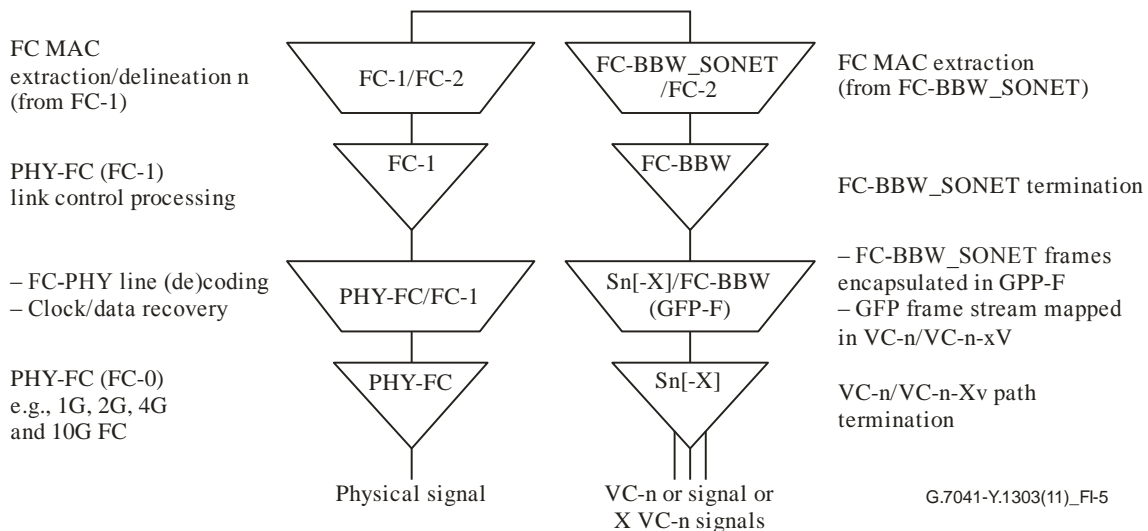 FC MAC
extraction/delineation n
(from FC-1)
FC-1/FC-2
FC-BBW_SONET
/FC-2
FC MAC extraction
(from FC-BBW_SONET)
PHY-FC (FC-1)
link control processing
FC-1
FC-BBW
FC-BBW_SONET termination
– FC-PHY line (de)coding
– Clock/data recovery
PHY-FC/FC-1
Sn[-X]/FC-BBW
(GFP-F)
– FC-BBW_SONET frames
encapsulated in GPP-F
– GFP frame stream mapped
in VC-n/VC-n-xV
PHY-FC (FC-0)
e.g., 1G, 2G, 4G
and 10G FC
PHY-FC
Sn[-X]
VC-n/VC-n-Xv path
termination
Physical signal
VC-n or signal or
X VC-n signals
G.7041-Y.1303(11)_FI-5